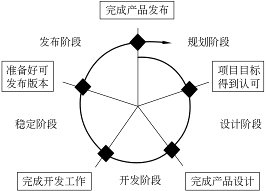 完成产品发布
发布阶段
规划阶段
准备好可
发布版本
项目目标
得到认可
稳定阶段
设计阶段
完成开发工作
开发阶段
完成产品设计